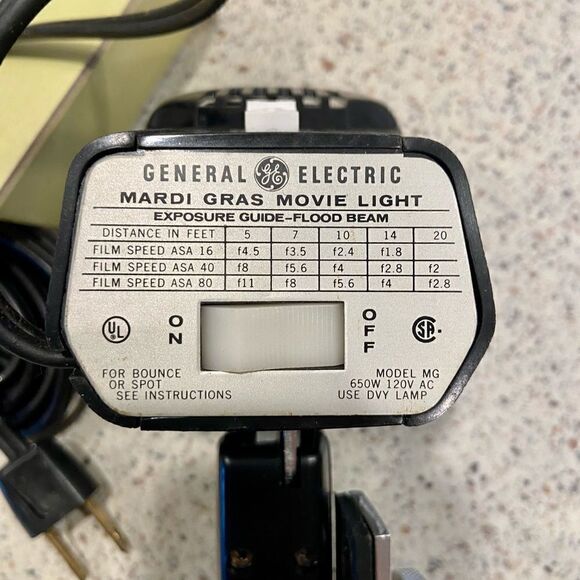 GENERAL GE ELECTRIC
MARDI GRAS MOVIE LIGHT
EXPOSURE GUIDE-FLOOD BEAM
DISTANCE IN FEET 5 7 10 14 20
FILM SPEED ASA 16 f4.5 f3.5 f2.4 f1.8
FILM SPEED ASA 40 f8 f5.6 f4 f2.8 f2
FILM SPEED ASA 80 f11 f8 f5.6 f4 f2.8
UL ON OFF SA
FOR BOUNCE
OR SPOT
SEE INSTRUCTIONS
MODEL MG
650W 120V AC
USE DVY LAMP